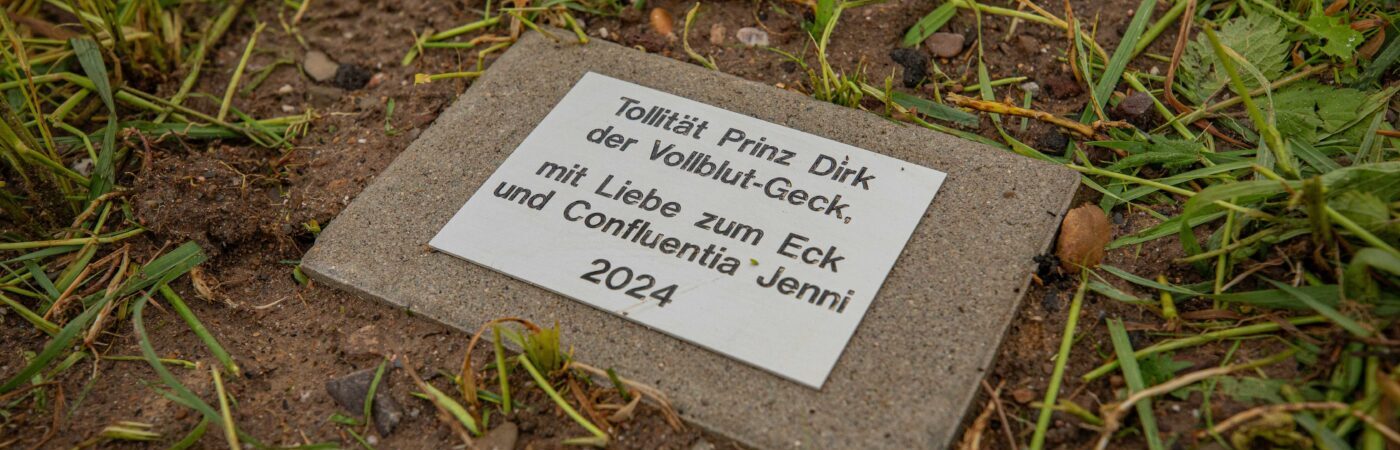 Tollität Prinz Dirk
der Vollblut-Geck,
mit Liebe zum Eck
und Confluentia Jenni
2024